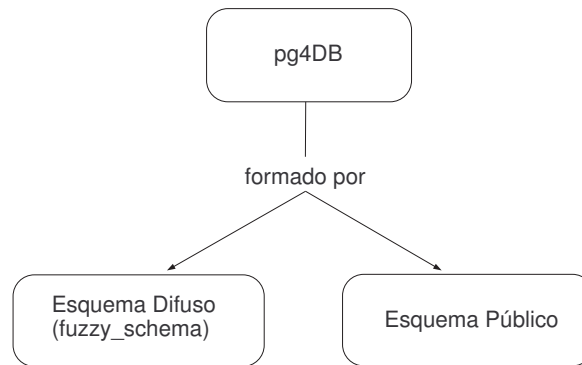 pg4DB
formado por
Esquema Difuso
(fuzzy_schema)
Esquema Público